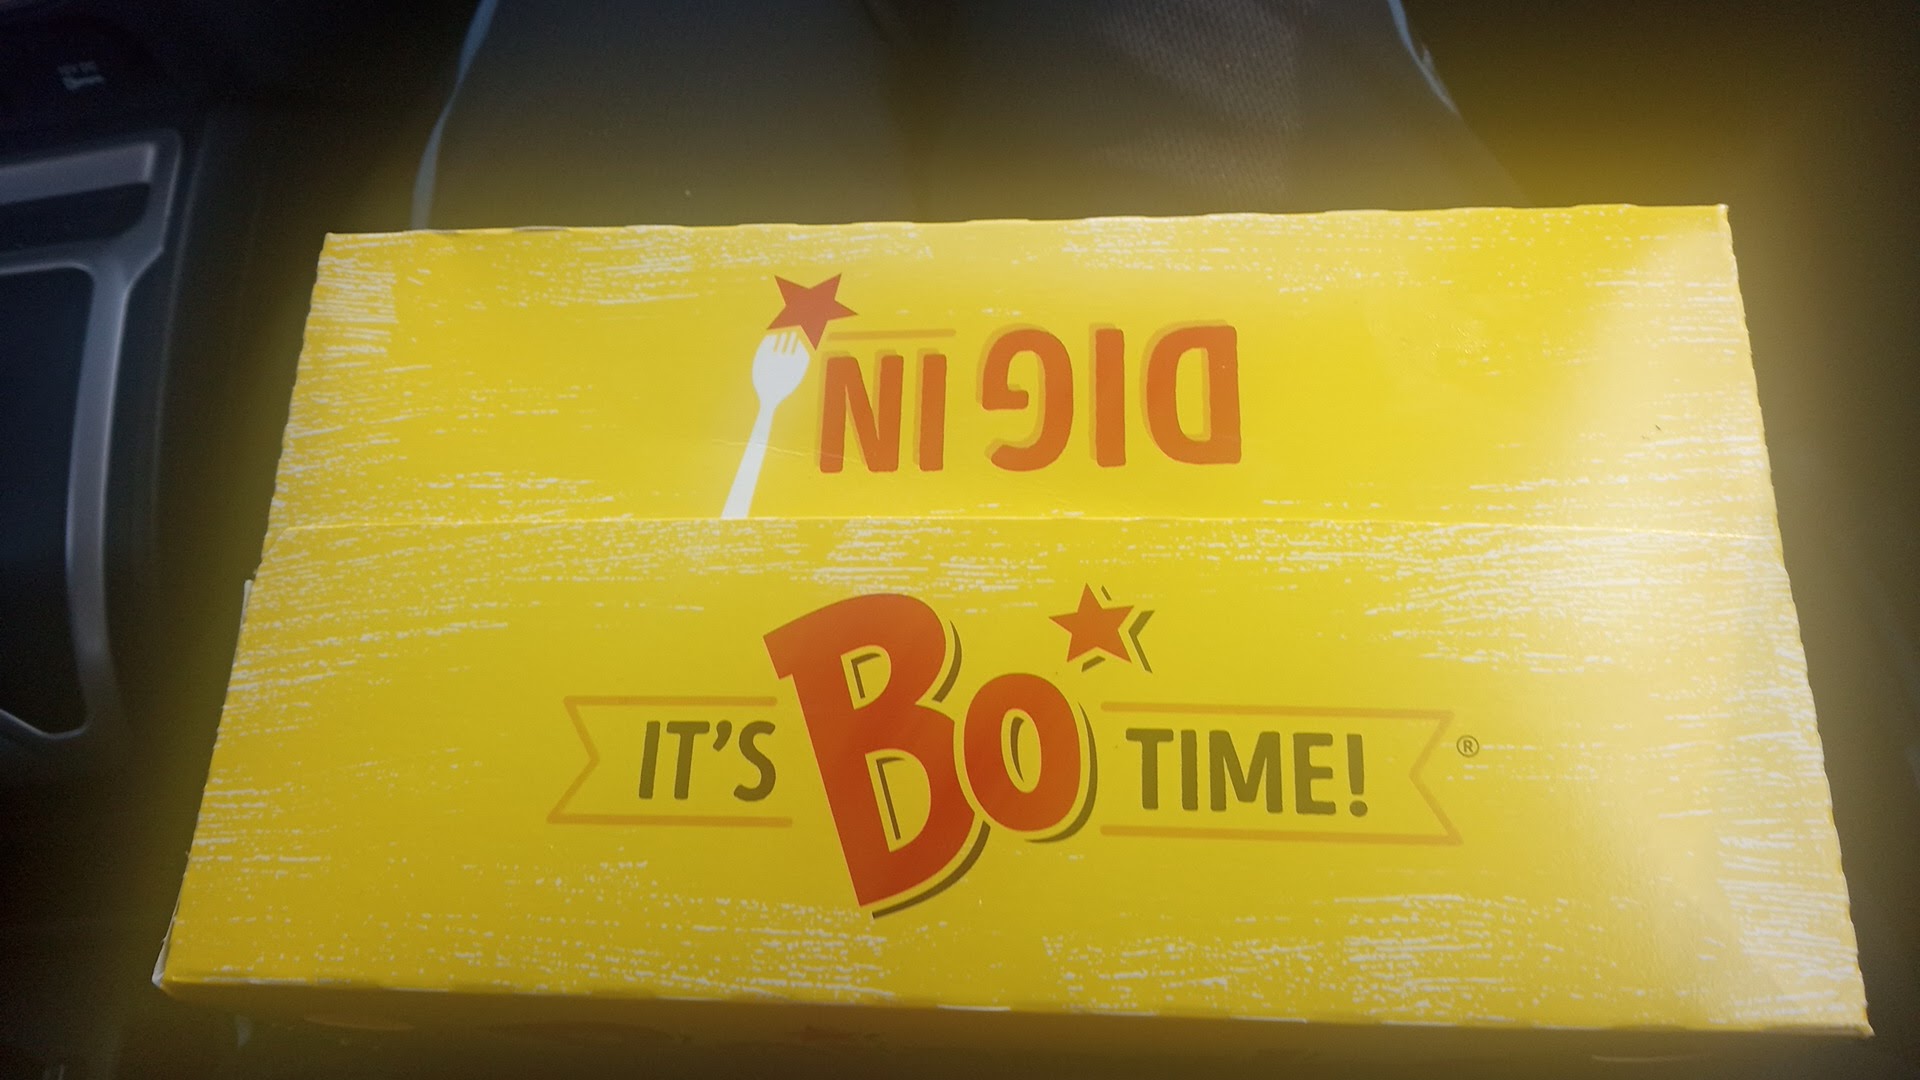 DIG IN
IT'S Bo TIME! ®